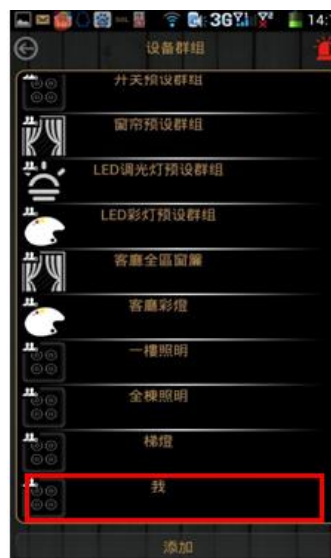 3G
14:
设备群组
开关预设群组
窗帘预设群组
LED调光灯预设群组
LED彩灯预设群组
客廳全區窗簾
客廳彩燈
一樓照明
全棟照明
梯燈
我
添加